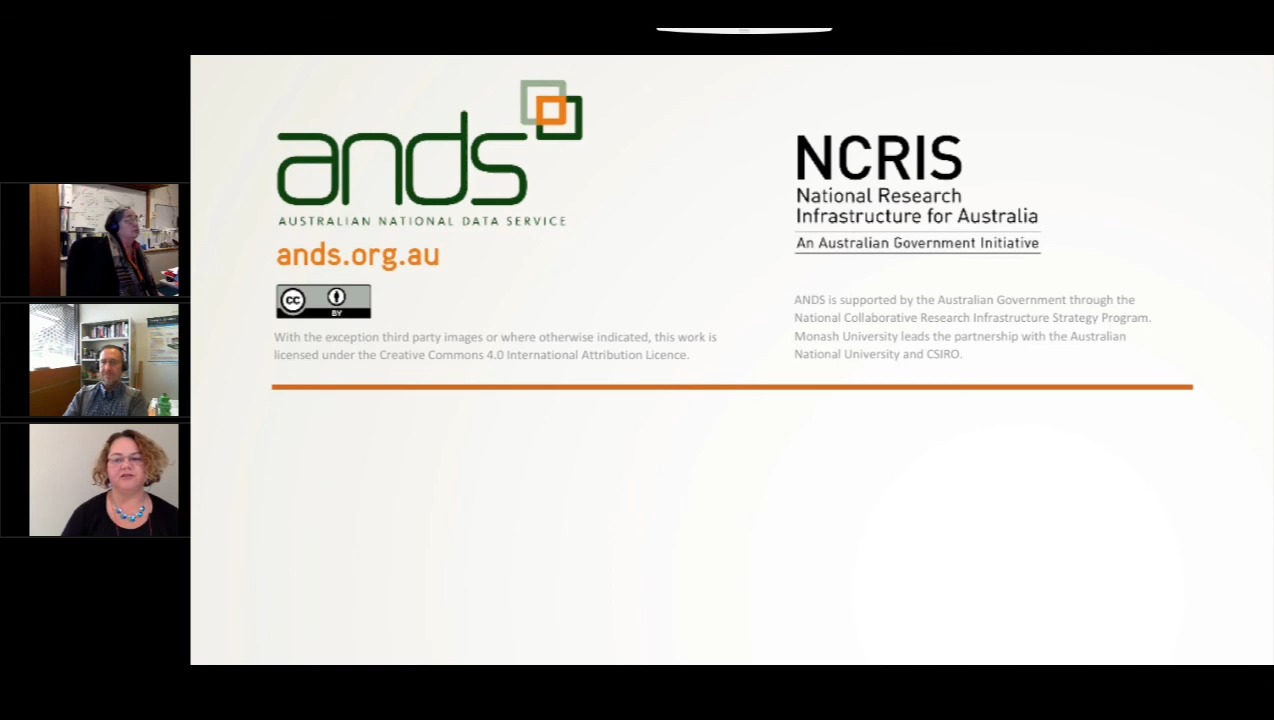 ands
AUSTRALIAN NATIONAL DATA SERVICE
ands.org.au
cc
BY
With the exception third party images or where otherwise indicated, this work is
licensed under the Creative Commons 4.0 International Attribution Licence.
NCRIS
National Research
Infrastructure for Australia
An Australian Government Initiative
ANDS is supported by the Australian Government through the
National Collaborative Research Infrastructure Strategy Program.
Monash University leads the partnership with the Australian
National University and CSIRO.